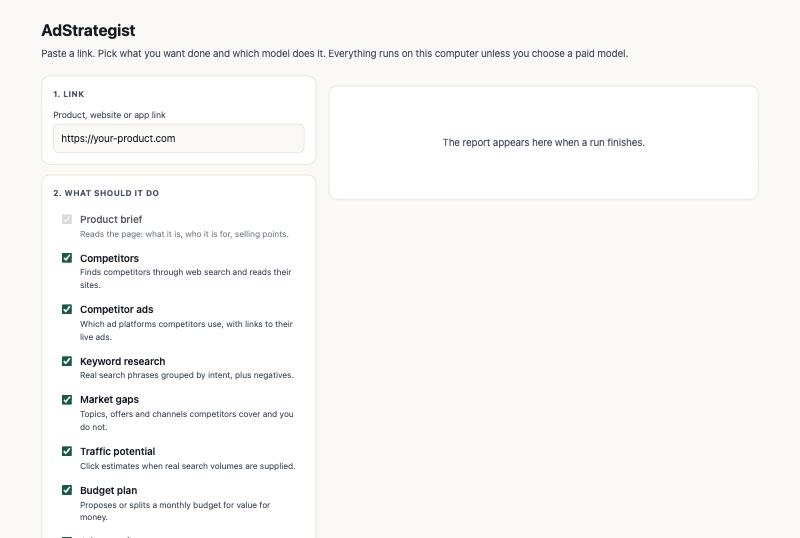 AdStrategist
Paste a link. Pick what you want done and which model does it. Everything runs on this computer unless you choose a paid model.
1. LINK
Product, website or app link
https://your-product.com
2. WHAT SHOULD IT DO
Product brief
Reads the page: what it is, who it is for, selling points.
Competitors
Finds competitors through web search and reads their
sites.
Competitor ads
Which ad platforms competitors use, with links to their
live ads.
Keyword research
Real search phrases grouped by intent, plus negatives.
Market gaps
Topics, offers and channels competitors cover and you
do not.
Traffic potential
Click estimates when real search volumes are supplied.
Budget plan
Proposes or splits a monthly budget for value for
money.
The report appears here when a run finishes.